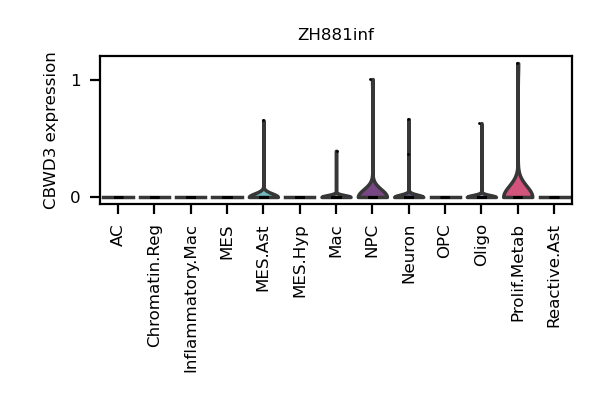 ZH881inf
CBWD3 expression
1
0
AC
Chromatin.Reg
Inflammatory.Mac
MES
MES.Ast
MES.Hyp
Mac
NPC
Neuron
OPC
Oligo
Prolif.Metab
Reactive.Ast